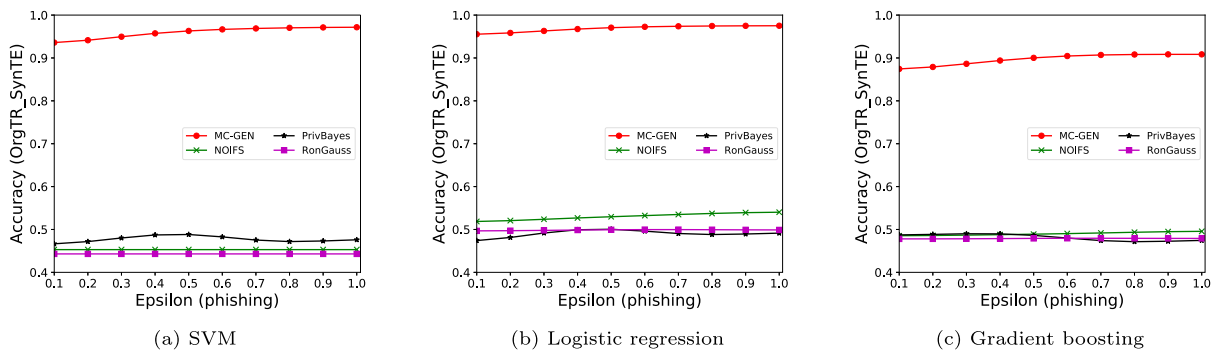 Accuracy (OrgTR_SynTE)
1.0
0.9
0.8
0.7
0.6
0.5
0.4
MC-GEN PrivBayes
NOIFS RonGauss
0.1 0.2 0.3 0.4 0.5 0.6 0.7 0.8 0.9 1.0
Epsilon (phishing)
(a) SVM
Accuracy (OrgTR_SynTE)
1.0
0.9
0.8
0.7
0.6
0.5
0.4
MC-GEN PrivBayes
NOIFS RonGauss
0.1 0.2 0.3 0.4 0.5 0.6 0.7 0.8 0.9 1.0
Epsilon (phishing)
(b) Logistic regression
Accuracy (OrgTR_SynTE)
1.0
0.9
0.8
0.7
0.6
0.5
0.4
MC-GEN PrivBayes
NOIFS RonGauss
0.1 0.2 0.3 0.4 0.5 0.6 0.7 0.8 0.9 1.0
Epsilon (phishing)
(c) Gradient boosting